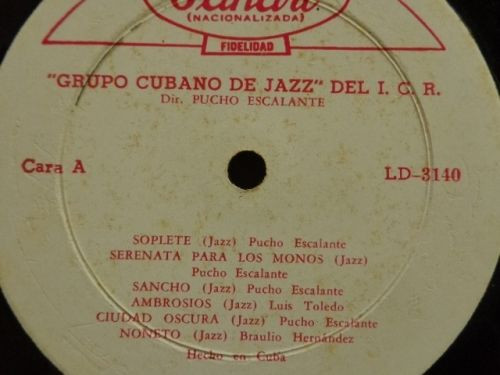 (NACIONALIZADA)
FIDELIDAD
"GRUPO CUBANO DE JAZZ" DEL I. C. R.
Dir. PUCHO ESCALANTE
Cara A
LD-3140
SOPLETE (Jazz) Pucho Escalante
SERENATA PARA LOS MONOS (Jazz)
Pucho Escalante
SANCHO (Jazz) Pucho Escalante
AMBROSIOS (Jazz) Luis Toledo
CIUDAD OSCURA (Jazz) Pucho Escalante
NOÑETO (Jazz) Braulio Hernández
Hecho en Cuba